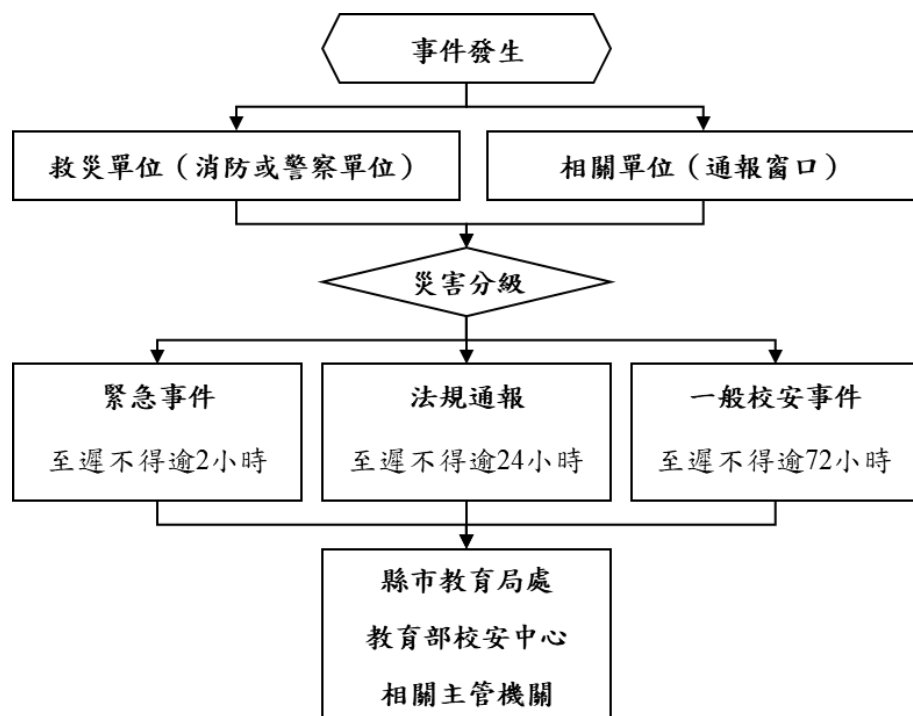 事件發生
救災單位（消防或警察單位）
相關單位（通報窗口）
災害分級
緊急事件
至遲不得逾2小時
法規通報
至遲不得逾24小時
一般校安事件
至遲不得逾72小時
縣市教育局處
教育部校安中心
相關主管機關